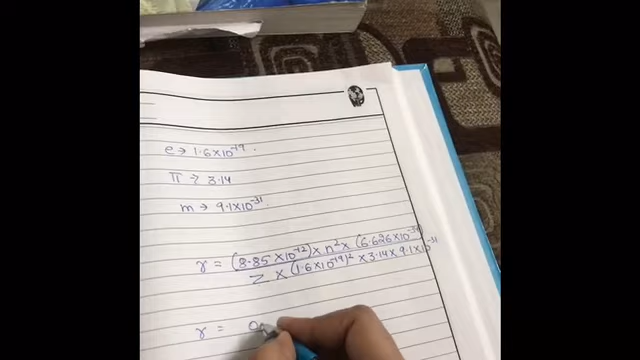 e → 1.6×10⁻¹⁹.
π → 3.14
m → 9.1×10⁻³¹.
r = (8.85×10⁻¹²)×n²×(6.626×10⁻³⁴)
Z×(1.6×10⁻¹⁹)²×3.14×9.1×10⁻³¹
r = 0